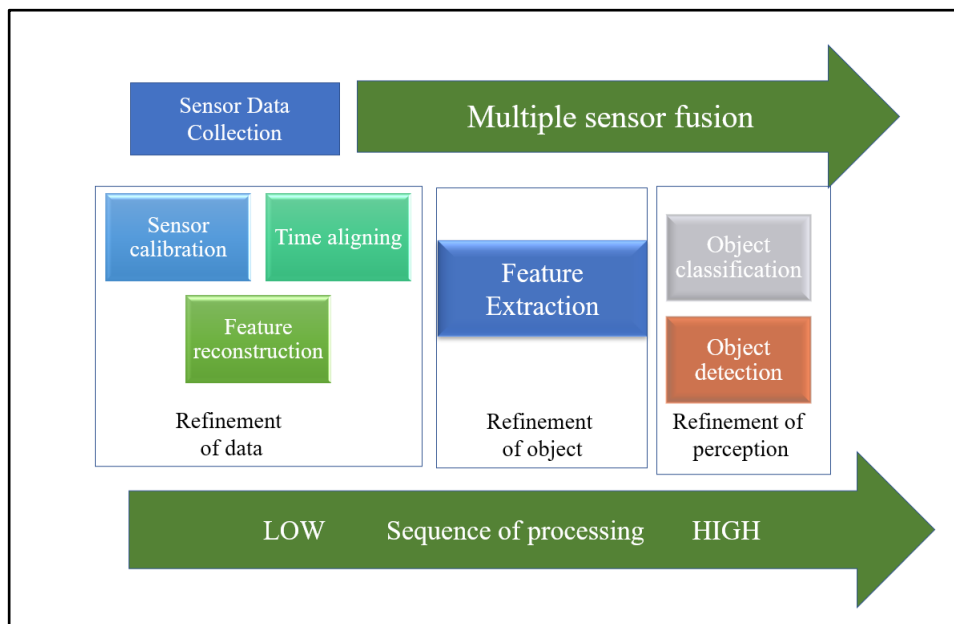 Sensor Data
Collection
Multiple sensor fusion
Sensor
calibration
Time aligning
Feature
reconstruction
Refinement
of data
Feature
Extraction
Refinement
of object
Object
classification
Object
detection
Refinement of
perception
LOW Sequence of processing HIGH